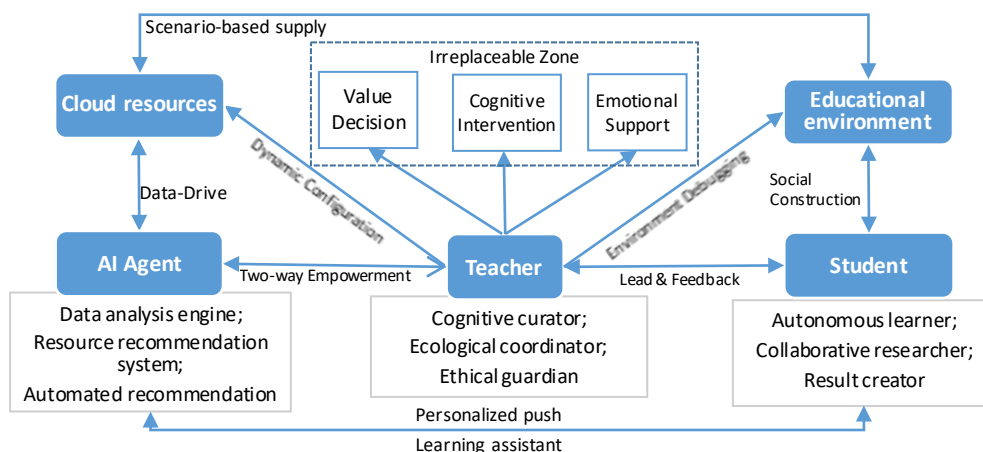 Scenario-based supply
Irreplaceable Zone
Cloud resources
Value
Decision
Cognitive
Intervention
Emotional
Support
Educational
environment
Dynamic Configuration
Environment Debugging
Data-Drive
Social
Construction
AI Agent
Two-way Empowerment
Teacher
Lead & Feedback
Student
Data analysis engine;
Resource recommendation
system;
Automated recommendation
Cognitive curator;
Ecological coordinator;
Ethical guardian
Autonomous learner;
Collaborative researcher;
Result creator
Personalized push
Learning assistant